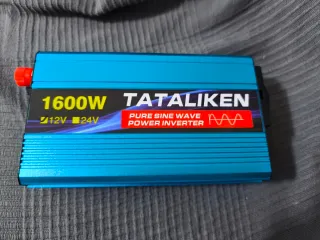 1600W
12V 24V
TATALIKEN
PURE SINE WAVE
POWER INVERTER